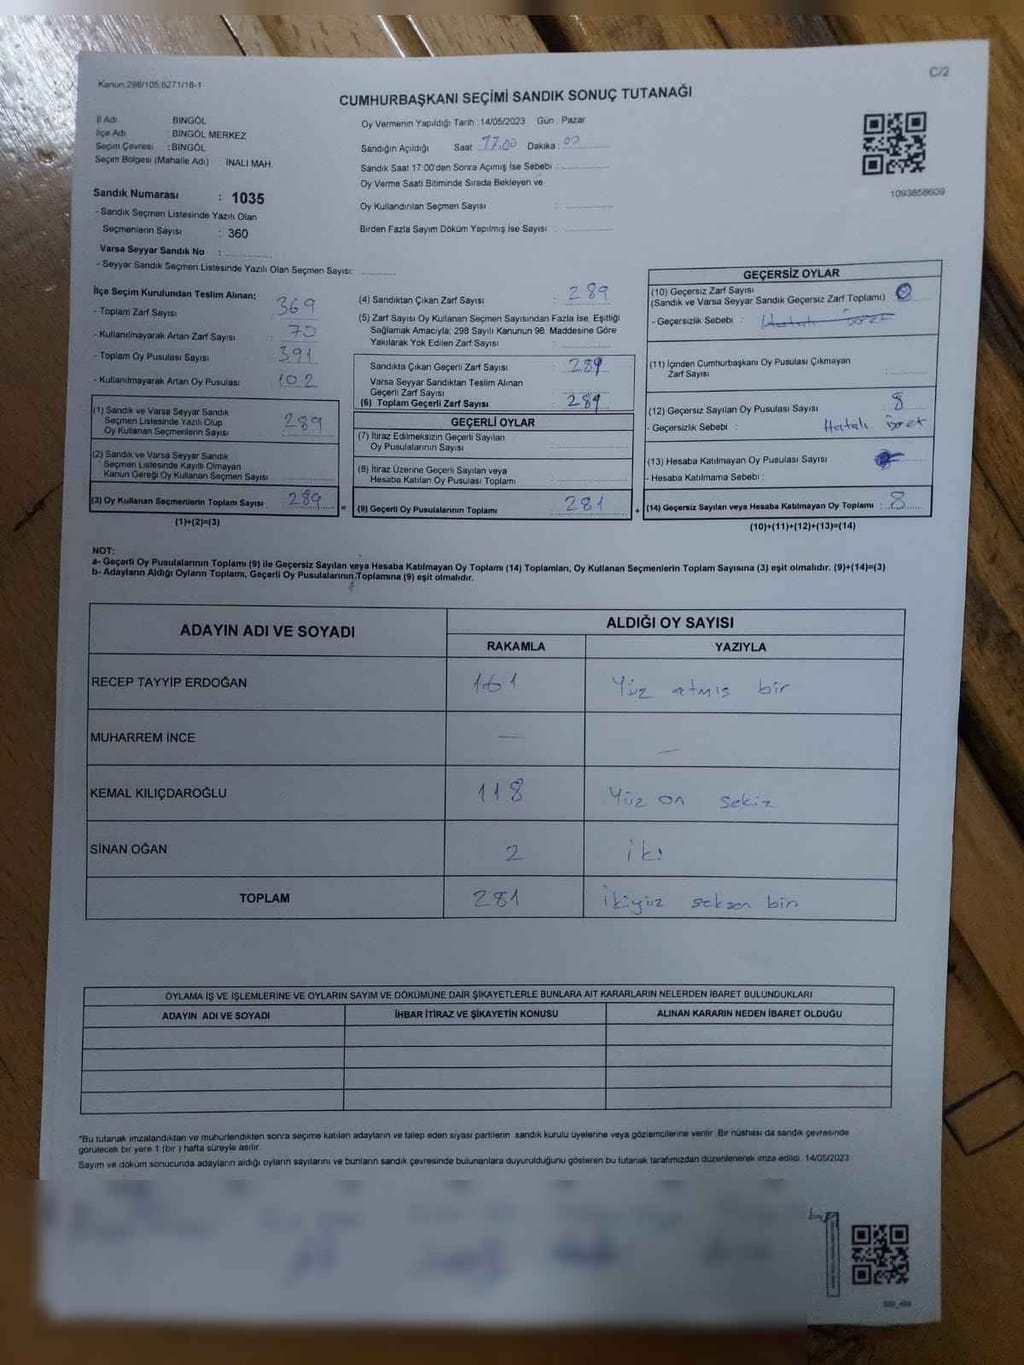 Kanun:298/105,6271/18-1
C/2
CUMHURBAŞKANI SEÇİMİ SANDIK SONUÇ TUTANAĞI
İl Adı BİNGÖL
İlçe Adı BİNGÖL MERKEZ
Seçim Çevresi : BİNGÖL
Seçim Bölgesi (Mahalle Adı) İNALİ MAH.
Oy Vermenin Yapıldığı Tarih :14/05/2023 Gün : Pazar
Sandığın Açıldığı Saat : 17.00 Dakika : 00
Sandık Saat 17:00'den Sonra Açımış İse Sebebi :
Oy Verme Saati Bitiminde Sırada Bekleyen ve
Oy Kullandırılan Seçmen Sayısı :
Birden Fazla Sayım Döküm Yapılmış İse Sayısı :
1093858609
Sandık Numarası : 1035
- Sandık Seçmen Listesinde Yazılı Olan
Seçmenlerin Sayısı : 360
Varsa Seyyar Sandık No :
- Seyyar Sandık Seçmen Listesinde Yazılı Olan Seçmen Sayısı:
İlçe Seçim Kurulundan Teslim Alınan;
- Toplam Zarf Sayısı : 369
- Kullanılmayarak Artan Zarf Sayısı : 70
- Toplam Oy Pusulası Sayısı : 391
- Kullanılmayarak Artan Oy Pusulası : 102
(1) Sandık ve Varsa Seyyar Sandık
Seçmen Listesinde Yazılı Olup
Oy Kullanan Seçmenlerin Sayısı : 289
(2) Sandık ve Varsa Seyyar Sandık
Seçmen Listesinde Kayıtlı Olmayan
Kanun Gereği Oy Kullanan Seçmen Sayısı :
(3) Oy Kullanan Seçmenlerin Toplam Sayısı : 289
(1)+(2)=(3)
=
(4) Sandıktan Çıkan Zarf Sayısı : 289
(5) Zarf Sayısı Oy Kullanan Seçmen Sayısından Fazla İse, Eşitliği
Sağlamak Amacıyla; 298 Sayılı Kanunun 98. Maddesine Göre
Yakılarak Yok Edilen Zarf Sayısı :
Sandıkta Çıkan Geçerli Zarf Sayısı : 289
Varsa Seyyar Sandıktan Teslim Alınan
Geçerli Zarf Sayısı :
(6) Toplam Geçerli Zarf Sayısı : 289
GEÇERLİ OYLAR
(7) İtiraz Edilmeksizin Geçerli Sayılan
Oy Pusulalarının Sayısı :
(8) İtiraz Üzerine Geçerli Sayılan veya
Hesaba Katılan Oy Pusulası Toplamı :
(9) Geçerli Oy Pusulalarının Toplamı : 281
+
GEÇERSİZ OYLAR
(10) Geçersiz Zarf Sayısı
(Sandık ve Varsa Seyyar Sandık Geçersiz Zarf Toplamı) :
- Geçersizlik Sebebi : Hatalı
(11) İçinden Cumhurbaşkanı Oy Pusulası Çıkmayan
Zarf Sayısı :
(12) Geçersiz Sayılan Oy Pusulası Sayısı : 8
- Geçersizlik Sebebi : Hatalı
(13) Hesaba Katılmayan Oy Pusulası Sayısı :
- Hesaba Katılmama Sebebi :
(14) Geçersiz Sayılan veya Hesaba Katılmayan Oy Toplamı : 8
(10)+(11)+(12)+(13)=(14)
NOT:
a- Geçerli Oy Pusulalarının Toplamı (9) ile Geçersiz Sayılan veya Hesaba Katılmayan Oy Toplamı (14) Toplamları, Oy Kullanan Seçmenlerin Toplam Sayısına (3) eşit olmalıdır. (9)+(14)=(3)
b- Adayların Aldığı Oyların Toplamı, Geçerli Oy Pusulalarının Toplamına (9) eşit olmalıdır.
ADAYIN ADI VE SOYADI ALDIĞI OY SAYISI
RAKAMLA YAZIYLA
RECEP TAYYİP ERDOĞAN 161 Yüz atmış bir
MUHARREM İNCE — —
KEMAL KILIÇDAROĞLU 118 Yüz on sekiz
SİNAN OĞAN 2 iki
TOPLAM 281 ikiyüz seksen bir
OYLAMA İŞ VE İŞLEMLERİNE VE OYLARIN SAYIM VE DÖKÜMÜNE DAİR ŞİKAYETLERLE BUNLARA AİT KARARLARIN NELERDEN İBARET BULUNDUKLARI
ADAYIN ADI VE SOYADI İHBAR İTİRAZ VE ŞİKAYETİN KONUSU ALINAN KARARIN NEDEN İBARET OLDUĞU
*Bu tutanak imzalandıktan ve mühürlendikten sonra seçime katılan adayların ve talep eden siyasi partilerin sandık kurulu üyelerine veya gözlemcilerine verilir. Bir nüshası da sandık çevresinde
görülecek bir yere 1 (bir ) hafta süreyle asılır.
Sayım ve döküm sonucunda adayların aldığı oyların sayılarını ve bunların sandık çevresinde bulunanlara duyurulduğunu gösteren bu tutanak tarafımızdan düzenlenerek imza edildi. 14/05/2023